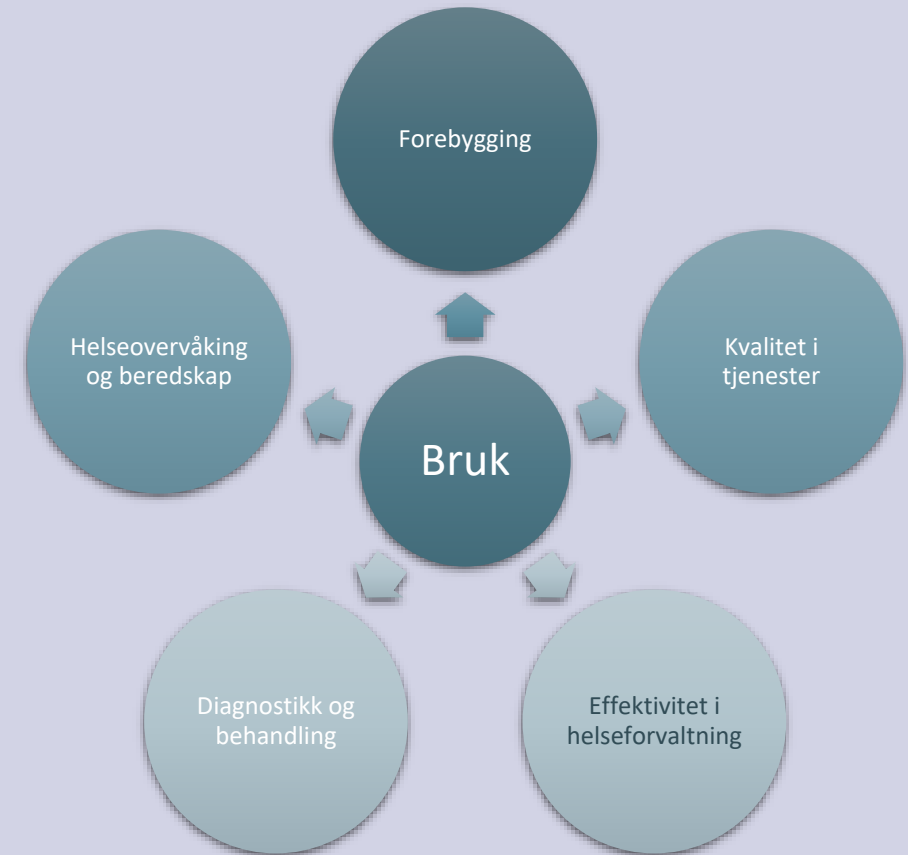 Forebygging
Helseovervåking
og beredskap
Kvalitet i
tjenester
Bruk
Diagnostikk og
behandling
Effektivitet i
helseforvaltning